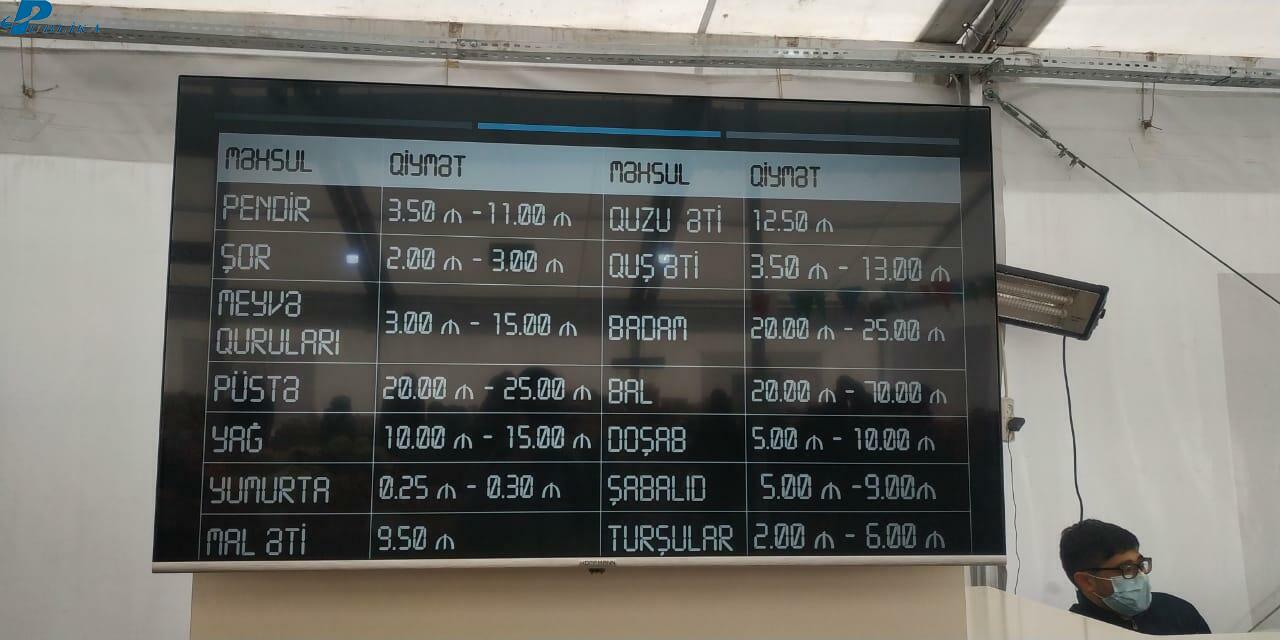 PUBLİKA
MƏHSUL QİYMƏT MƏHSUL QİYMƏT
PENDİR 3.50 ₼ - 11.00 ₼ QUZU ƏTİ 12.50 ₼
ŞOR 2.00 ₼ - 3.00 ₼ QUŞ ƏTİ 3.50 ₼ - 13.00 ₼
MEYVƏ
QURULARI 3.00 ₼ - 15.00 ₼ BADAM 20.00 ₼ - 25.00 ₼
PÜSTƏ 20.00 ₼ - 25.00 ₼ BAL 20.00 ₼ - 70.00 ₼
YAĞ 10.00 ₼ - 15.00 ₼ DOŞAB 5.00 ₼ - 10.00 ₼
YUMURTA 0.25 ₼ - 0.30 ₼ ŞABALID 5.00 ₼ -9.00₼
MAL ƏTİ 9.50 ₼ TURŞULAR 2.00 ₼ - 6.00 ₼
HOFFMANN